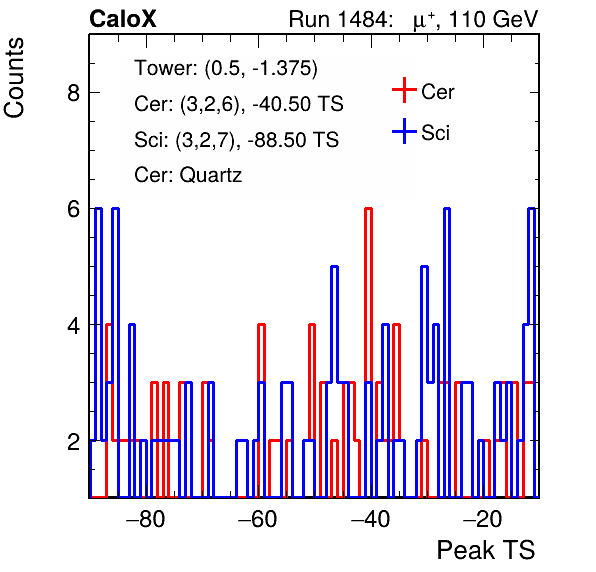 CaloX Run 1484: μ⁺, 110 GeV
Counts
Tower: (0.5, -1.375)
Cer: (3,2,6), -40.50 TS
Sci: (3,2,7), -88.50 TS
Cer: Quartz
Cer
Sci
8
6
4
2
−80 −60 −40 −20
Peak TS